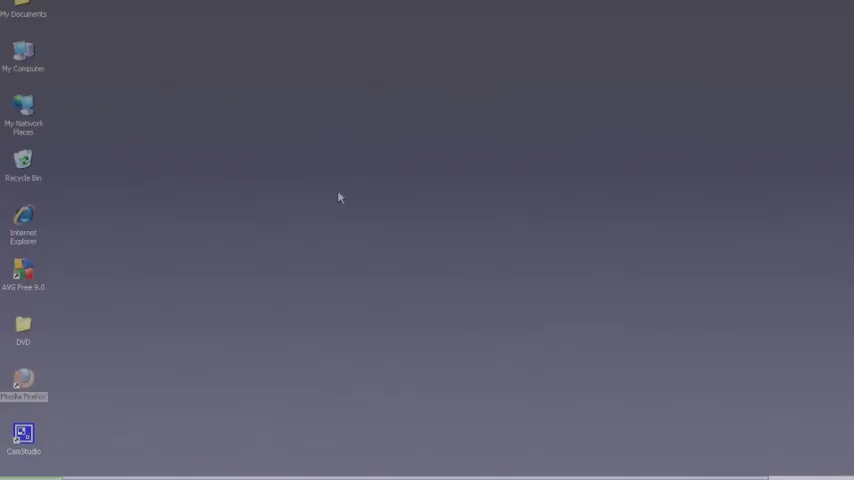 My Documents
My Computer
My Network
Places
Recycle Bin
Internet
Explorer
AVG Free 9.0
DVD
Mozilla Firefox
CamStudio